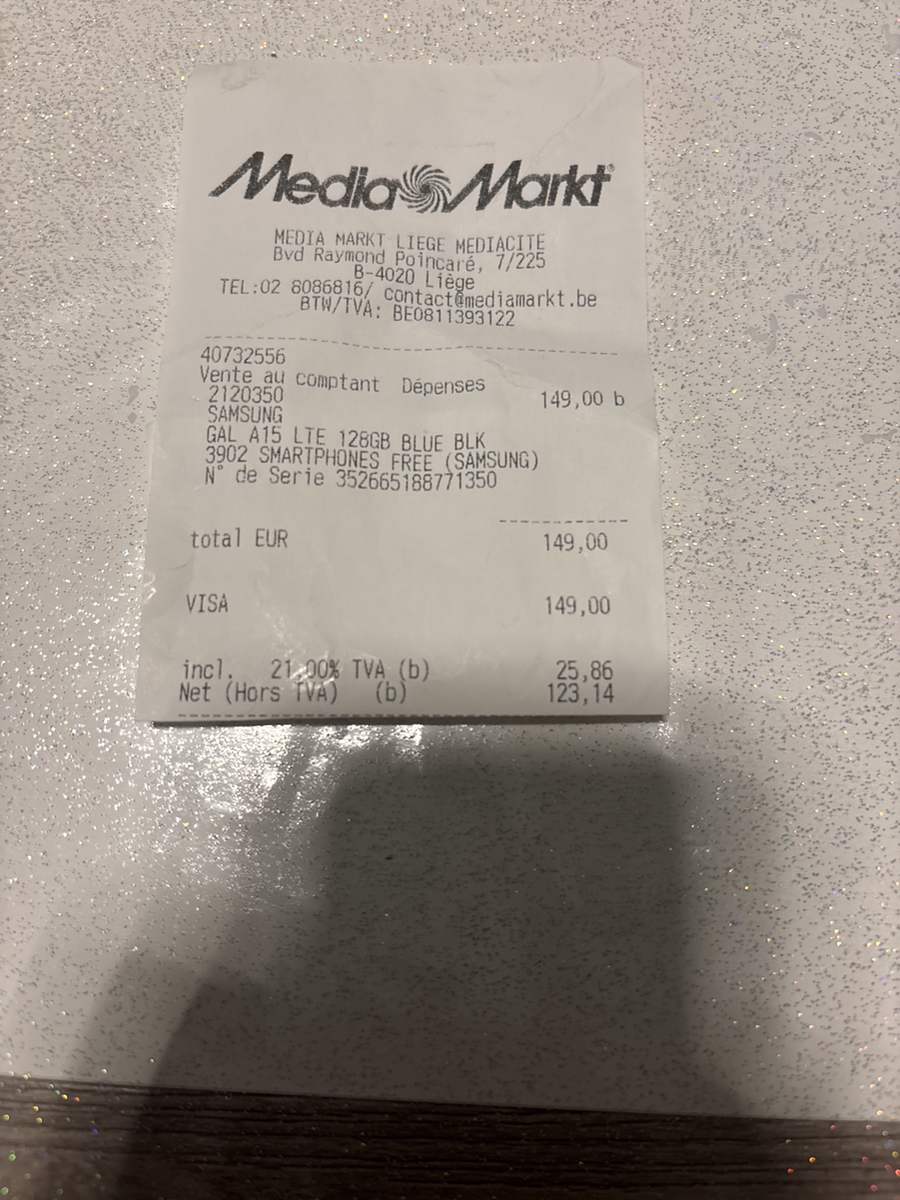 Media Markt
MEDIA MARKT LIEGE MEDIACITE
Bvd Raymond Poincaré, 7/225
B-4020 Liège
TEL:02 8086816/ contact@mediamarkt.be
BTW/TVA: BE0811393122
40732556
Vente au comptant Dépenses
2120350 149,00 b
SAMSUNG
GAL A15 LTE 128GB BLUE BLK
3902 SMARTPHONES FREE (SAMSUNG)
N° de Serie 352665188771350
total EUR 149,00
VISA 149,00
incl. 21.00% TVA (b) 25,86
Net (Hors TVA) (b) 123,14